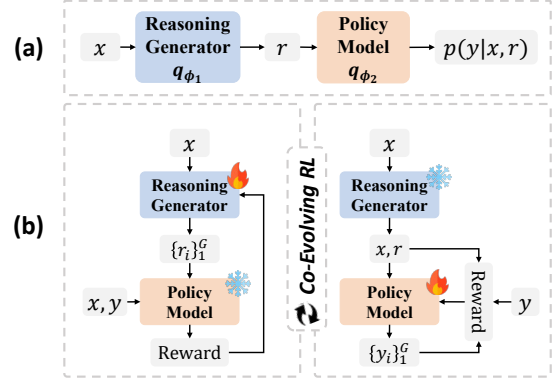 (a)
x
Reasoning
Generator
q_{ϕ_1}
r
Policy
Model
q_{ϕ_2}
p(y|x, r)
(b)
x
Reasoning
Generator
{r_i}_1^G
x, y
Policy
Model
Reward
Co-Evolving RL
x
Reasoning
Generator
x, r
Policy
Model
Reward
y
{y_i}_1^G